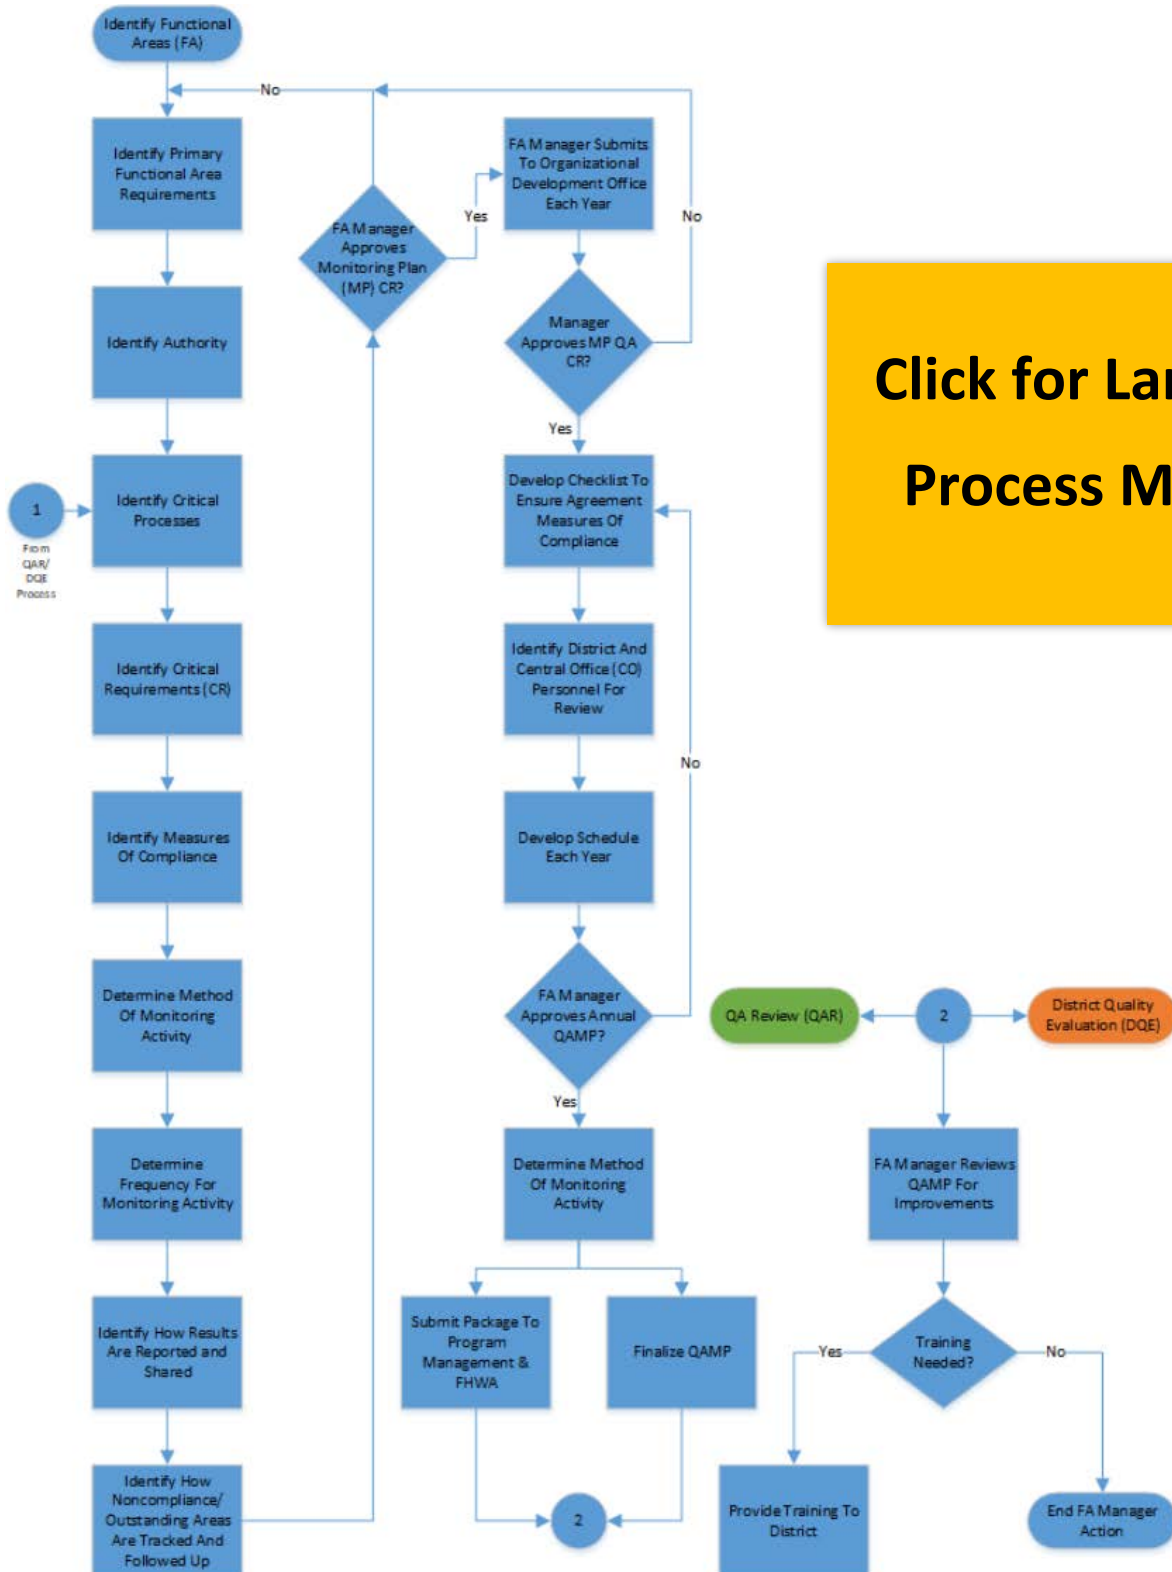 Identify Functional
Areas (FA)
No
Identify Primary
Functional Area
Requirements
Identify Authority
1
From
QAR/
DQE
Process
Identify Critical
Processes
Identify Critical
Requirements (CR)
Identify Measures
Of Compliance
Determine Method
Of Monitoring
Activity
Determine
Frequency For
Monitoring Activity
Identify How Results
Are Reported and
Shared
Identify How
Noncompliance/
Outstanding Areas
Are Tracked And
Followed Up
FA Manager
Approves
Monitoring Plan
(MP) CR?
Yes
FA Manager Submits
To Organizational
Development Office
Each Year
No
Manager
Approves MP QA
CR?
Yes
Develop Checklist To
Ensure Agreement
Measures Of
Compliance
Identify District And
Central Office (CO)
Personnel For
Review
No
Develop Schedule
Each Year
FA Manager
Approves Annual
QAMP?
Yes
Determine Method
Of Monitoring
Activity
Submit Package To
Program
Management &
FHWA
Finalize QAMP
2
Click for Lar
Process M
QA Review (QAR)
2
District Quality
Evaluation (DQE)
FA Manager Reviews
QAMP For
Improvements
Training
Needed?
Yes
No
Provide Training To
District
End FA Manager
Action